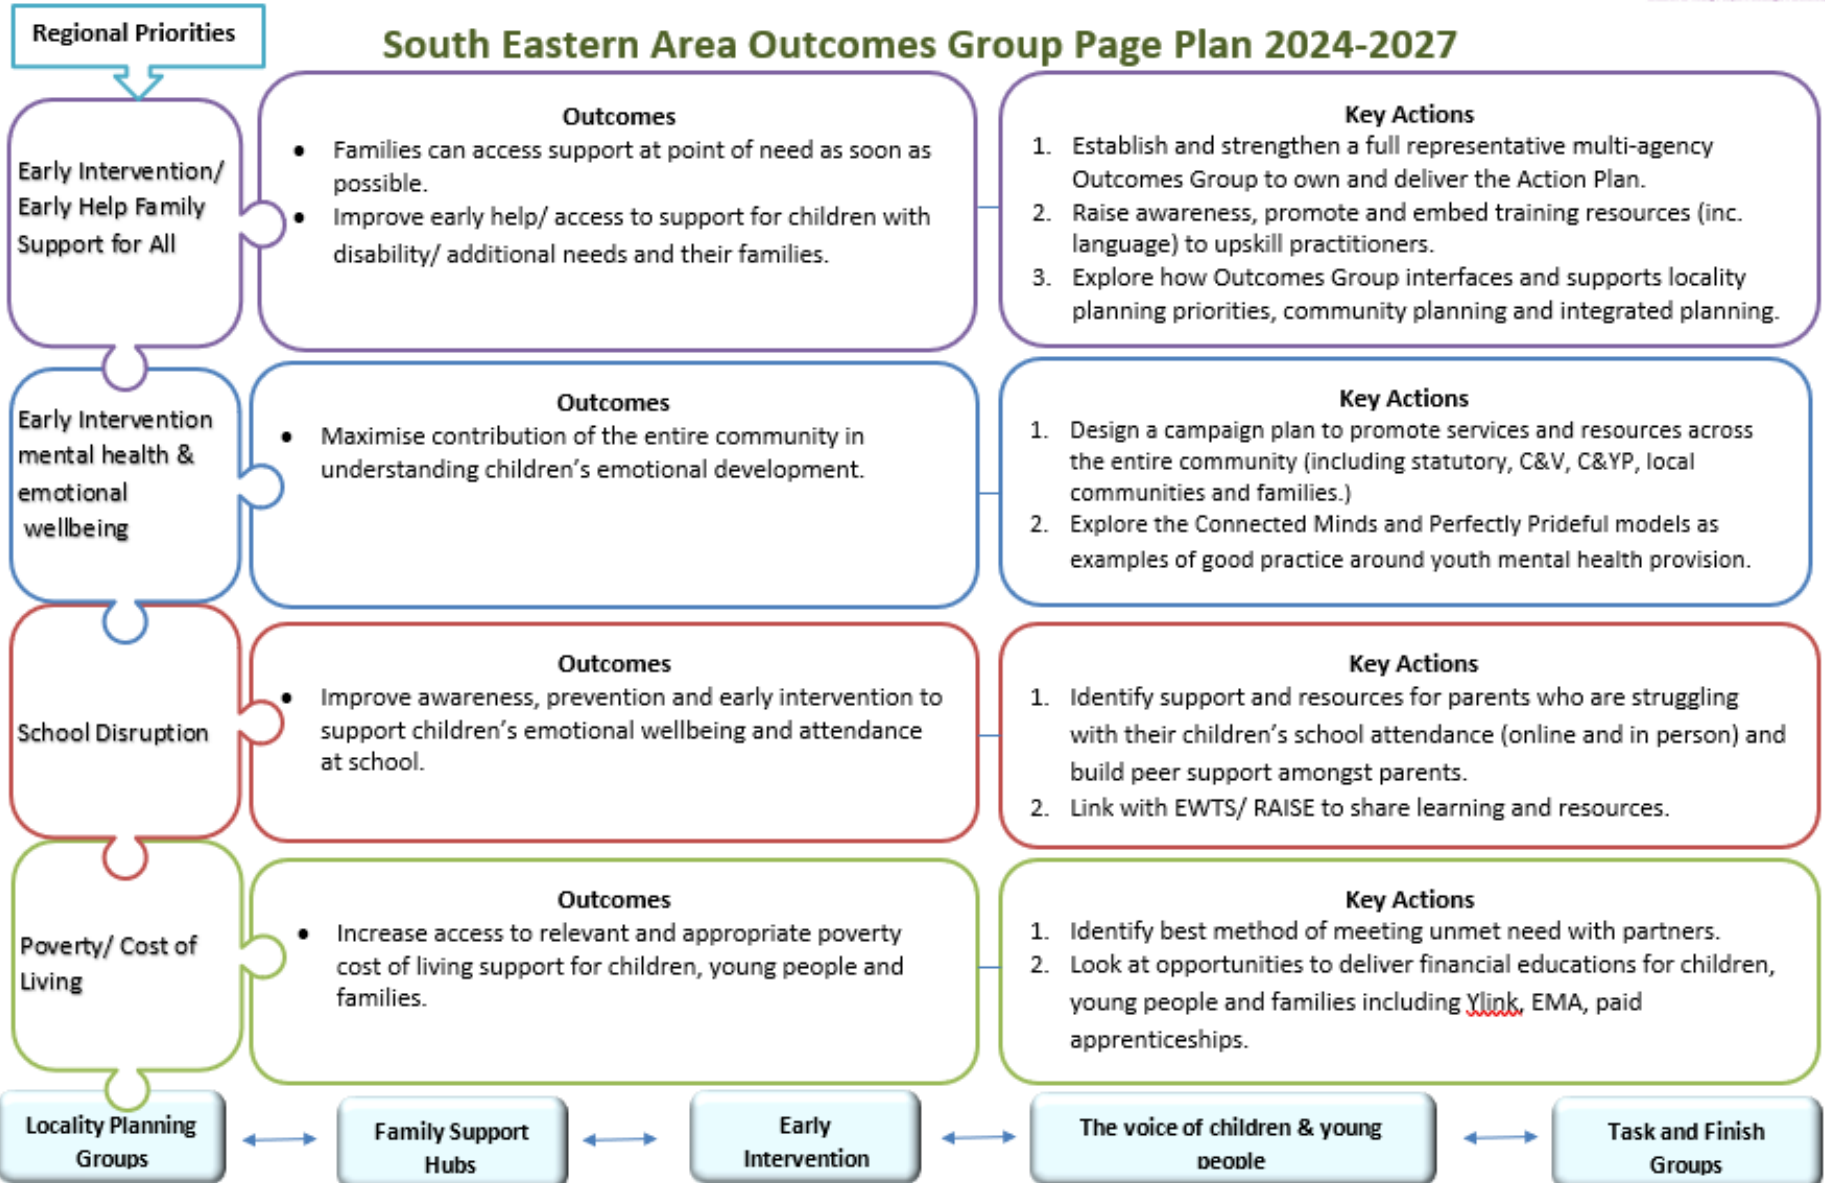 Regional Priorities
South Eastern Area Outcomes Group Page Plan 2024-2027
Early Intervention/
Early Help Family
Support for All
Outcomes
• Families can access support at point of need as soon as
possible.
• Improve early help/ access to support for children with
disability/ additional needs and their families.
Key Actions
1. Establish and strengthen a full representative multi-agency
Outcomes Group to own and deliver the Action Plan.
2. Raise awareness, promote and embed training resources (inc.
language) to upskill practitioners.
3. Explore how Outcomes Group interfaces and supports locality
planning priorities, community planning and integrated planning.
Early Intervention
mental health &
emotional
wellbeing
Outcomes
• Maximise contribution of the entire community in
understanding children’s emotional development.
Key Actions
1. Design a campaign plan to promote services and resources across
the entire community (including statutory, C&V, C&YP, local
communities and families.)
2. Explore the Connected Minds and Perfectly Prideful models as
examples of good practice around youth mental health provision.
School Disruption
Outcomes
• Improve awareness, prevention and early intervention to
support children’s emotional wellbeing and attendance
at school.
Key Actions
1. Identify support and resources for parents who are struggling
with their children’s school attendance (online and in person) and
build peer support amongst parents.
2. Link with EWTS/ RAISE to share learning and resources.
Poverty/ Cost of
Living
Outcomes
• Increase access to relevant and appropriate poverty
cost of living support for children, young people and
families.
Key Actions
1. Identify best method of meeting unmet need with partners.
2. Look at opportunities to deliver financial educations for children,
young people and families including Ylink, EMA, paid
apprenticeships.
Locality Planning
Groups
Family Support
Hubs
Early
Intervention
The voice of children & young
people
Task and Finish
Groups